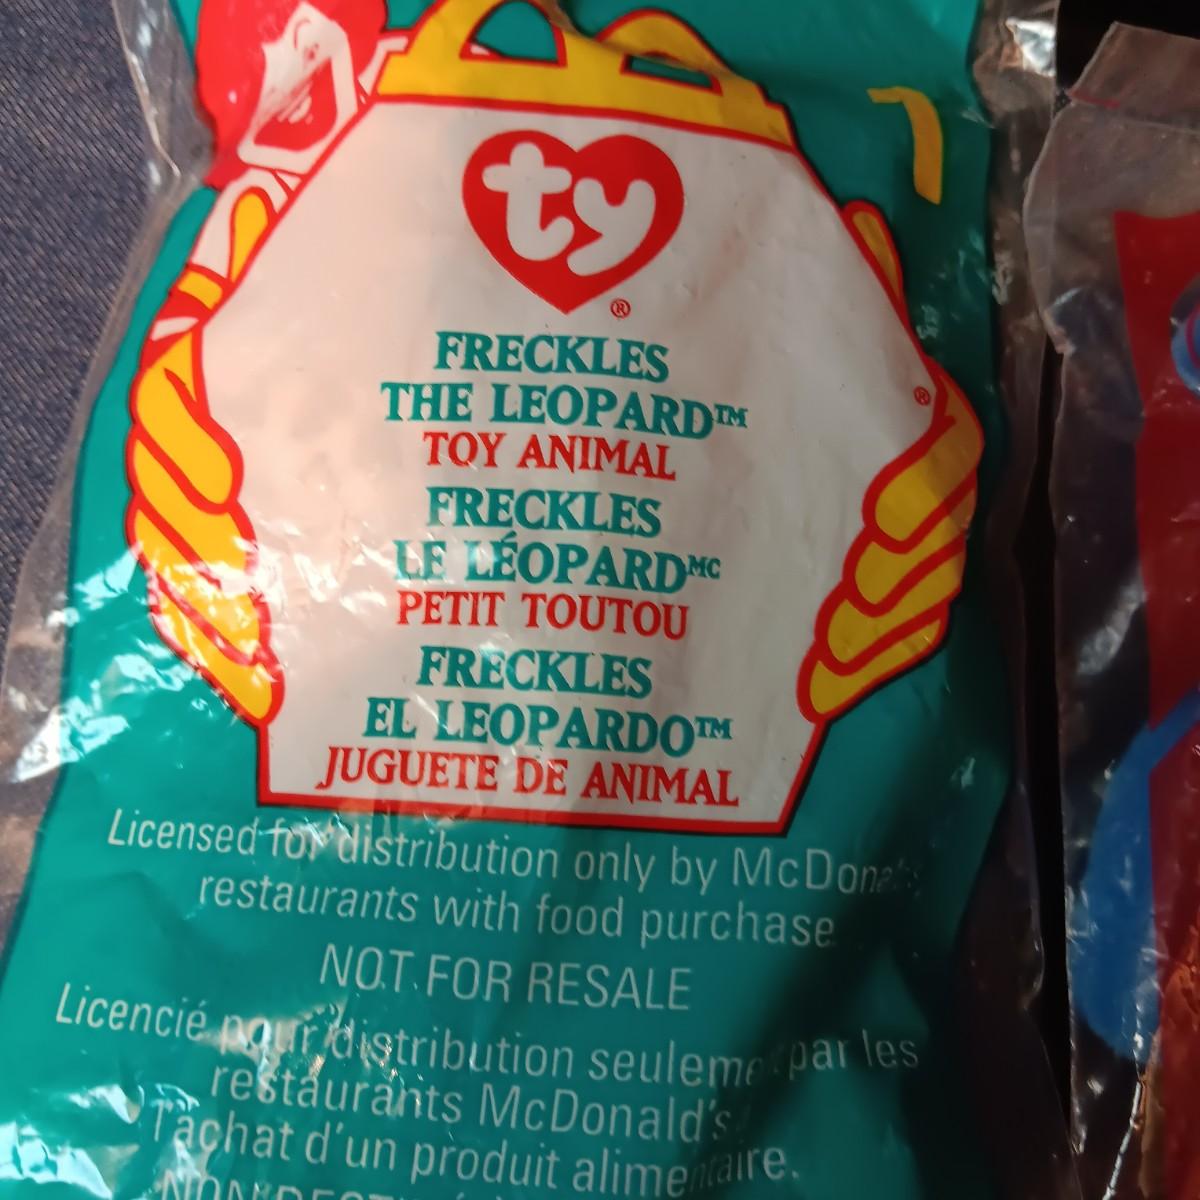 1
ty®
FRECKLES
THE LEOPARD™
TOY ANIMAL
FRECKLES
LE LÉOPARDMC
PETIT TOUTOU
FRECKLES
EL LEOPARDO™
JUGUETE DE ANIMAL
®
Licensed for distribution only by
restaurants with food purchase
NOT FOR RESALE
Licencié pour distribution par les
restaurants McDonald's
l'achat d'un produit alimentaire.